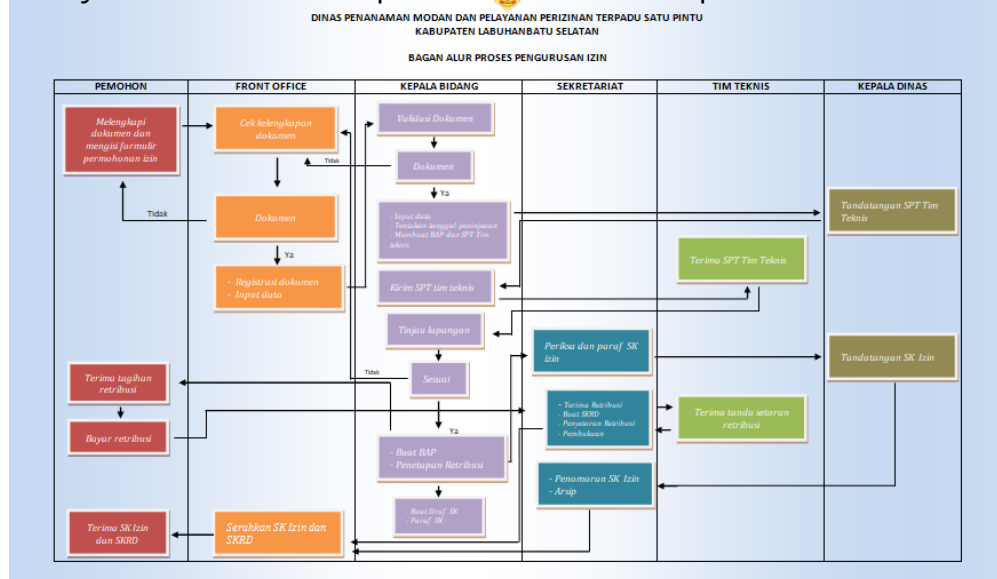 DINAS PENANAMAN MODAN DAN PELAYANAN PERIZINAN TERPADU SATU PINTU
KABUPATEN LABUHANBATU SELATAN
BAGAN ALUR PROSES PENGURUSAN IZIN
PEMOHON
FRONT OFFICE
KEPALA BIDANG
SEKRETARIAT
TIM TEKNIS
KEPALA DINAS
Melengkapi
dokumen dan
mengisi formulir
permohonan izin
Cek kelengkapan
dokumen
Validasi Dokumen
Tidak
Dokumen
Ya
Tidak
Dokumen
Ya
- Input data
- Tentukan tanggal peninjauan
- Membuat BAP dan SPT Tim
teknis
Tandatangan SPT Tim
Teknis
- Registrasi dokumen
- Input data
Kirim SPT tim teknis
Terima SPT Tim Teknis
Tinjau lapangan
Periksa dan paraf SK
izin
Tandatangan SK Izin
Terima tagihan
retribusi
Tidak
Sesuai
Ya
Bayar retribusi
- Terima Retribusi
- Buat SKRD
- Penyetoran Retribusi
- Pembukuan
Terima tanda setoran
retribusi
- Buat BAP
- Penetapan Retribusi
- Penomoran SK Izin
- Arsip
- Buat Draf SK
- Paraf SK
Terima SK Izin
dan SKRD
Serahkan SK Izin dan
SKRD